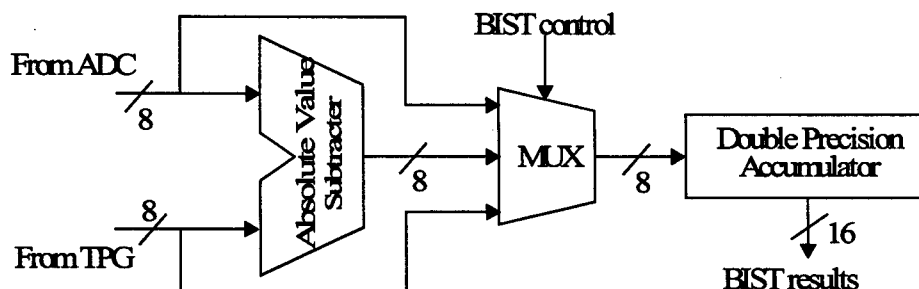 BIST control
From ADC
8
Absolute Value
Subtracter
8
MUX
8
Double Precision
Accumulator
8
From TPG
16
BIST results